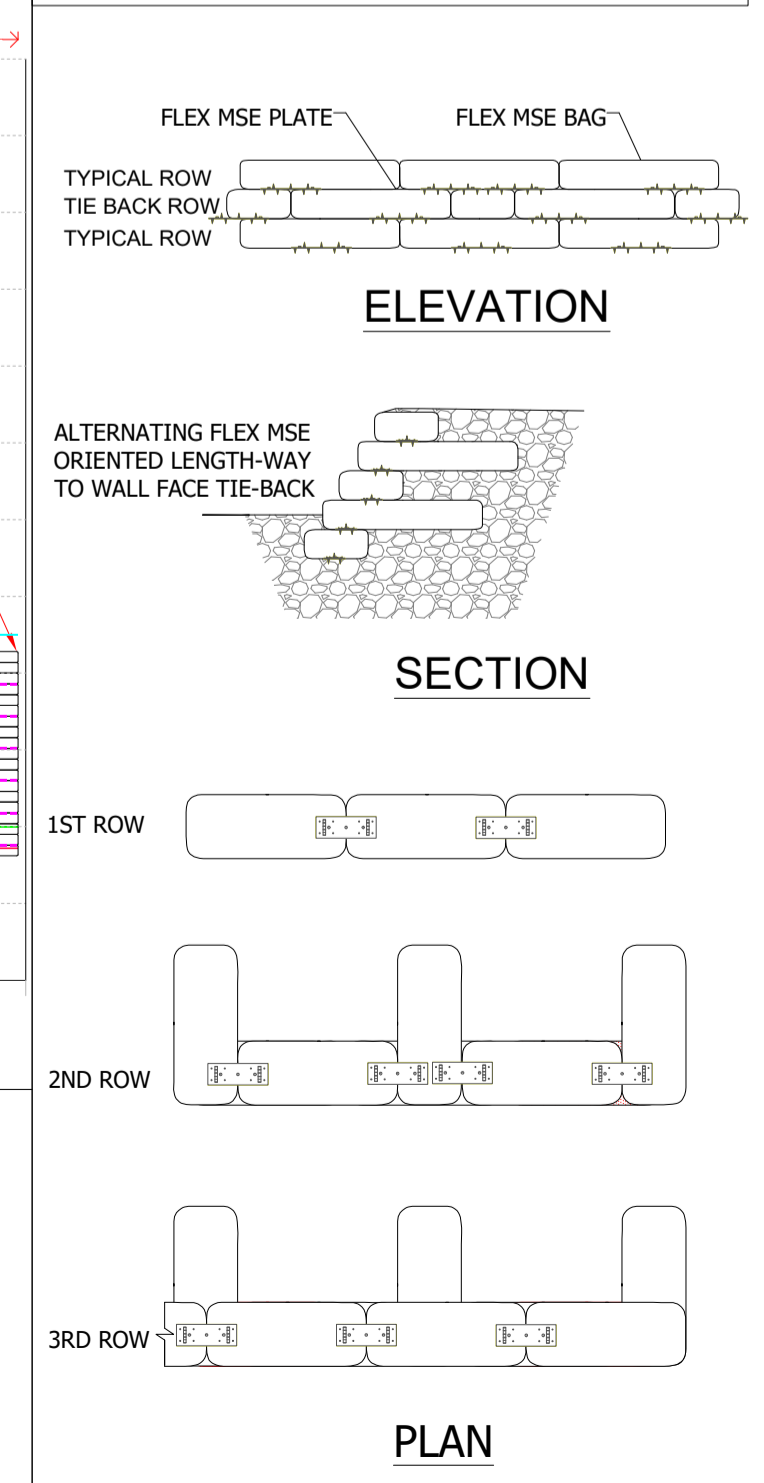 FLEX MSE PLATE
FLEX MSE BAG
TYPICAL ROW
TIE BACK ROW
TYPICAL ROW
ELEVATION
ALTERNATING FLEX MSE
ORIENTED LENGTH-WAY
TO WALL FACE TIE-BACK
SECTION
1ST ROW
2ND ROW
3RD ROW
PLAN